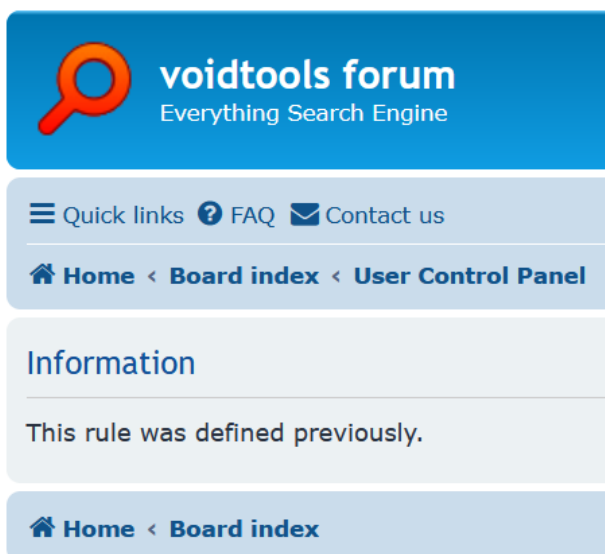 voidtools forum
Everything Search Engine
Quick links FAQ Contact us
Home ‹ Board index ‹ User Control Panel
Information
This rule was defined previously.
Home ‹ Board index